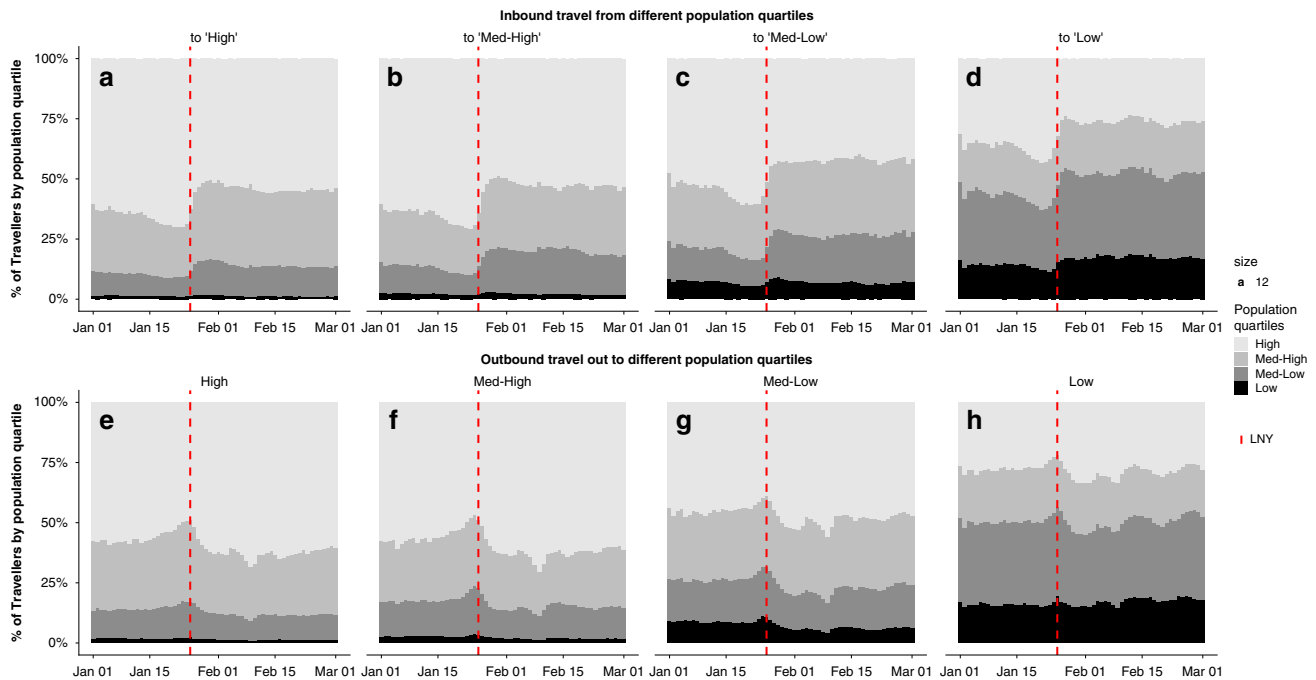 Inbound travel from different population quartiles
to 'High' to 'Med-High' to 'Med-Low' to 'Low'
% of Travellers by population quartile
100%
75%
50%
25%
0%
a b c d
Jan 01 Jan 15 Feb 01 Feb 15 Mar 01 Jan 01 Jan 15 Feb 01 Feb 15 Mar 01 Jan 01 Jan 15 Feb 01 Feb 15 Mar 01 Jan 01 Jan 15 Feb 01 Feb 15 Mar 01
Outbound travel out to different population quartiles
High Med-High Med-Low Low
% of Travellers by population quartile
100%
75%
50%
25%
0%
e f g h
Jan 01 Jan 15 Feb 01 Feb 15 Mar 01 Jan 01 Jan 15 Feb 01 Feb 15 Mar 01 Jan 01 Jan 15 Feb 01 Feb 15 Mar 01 Jan 01 Jan 15 Feb 01 Feb 15 Mar 01
size
a 12
Population
quartiles
High
Med-High
Med-Low
Low
LNY